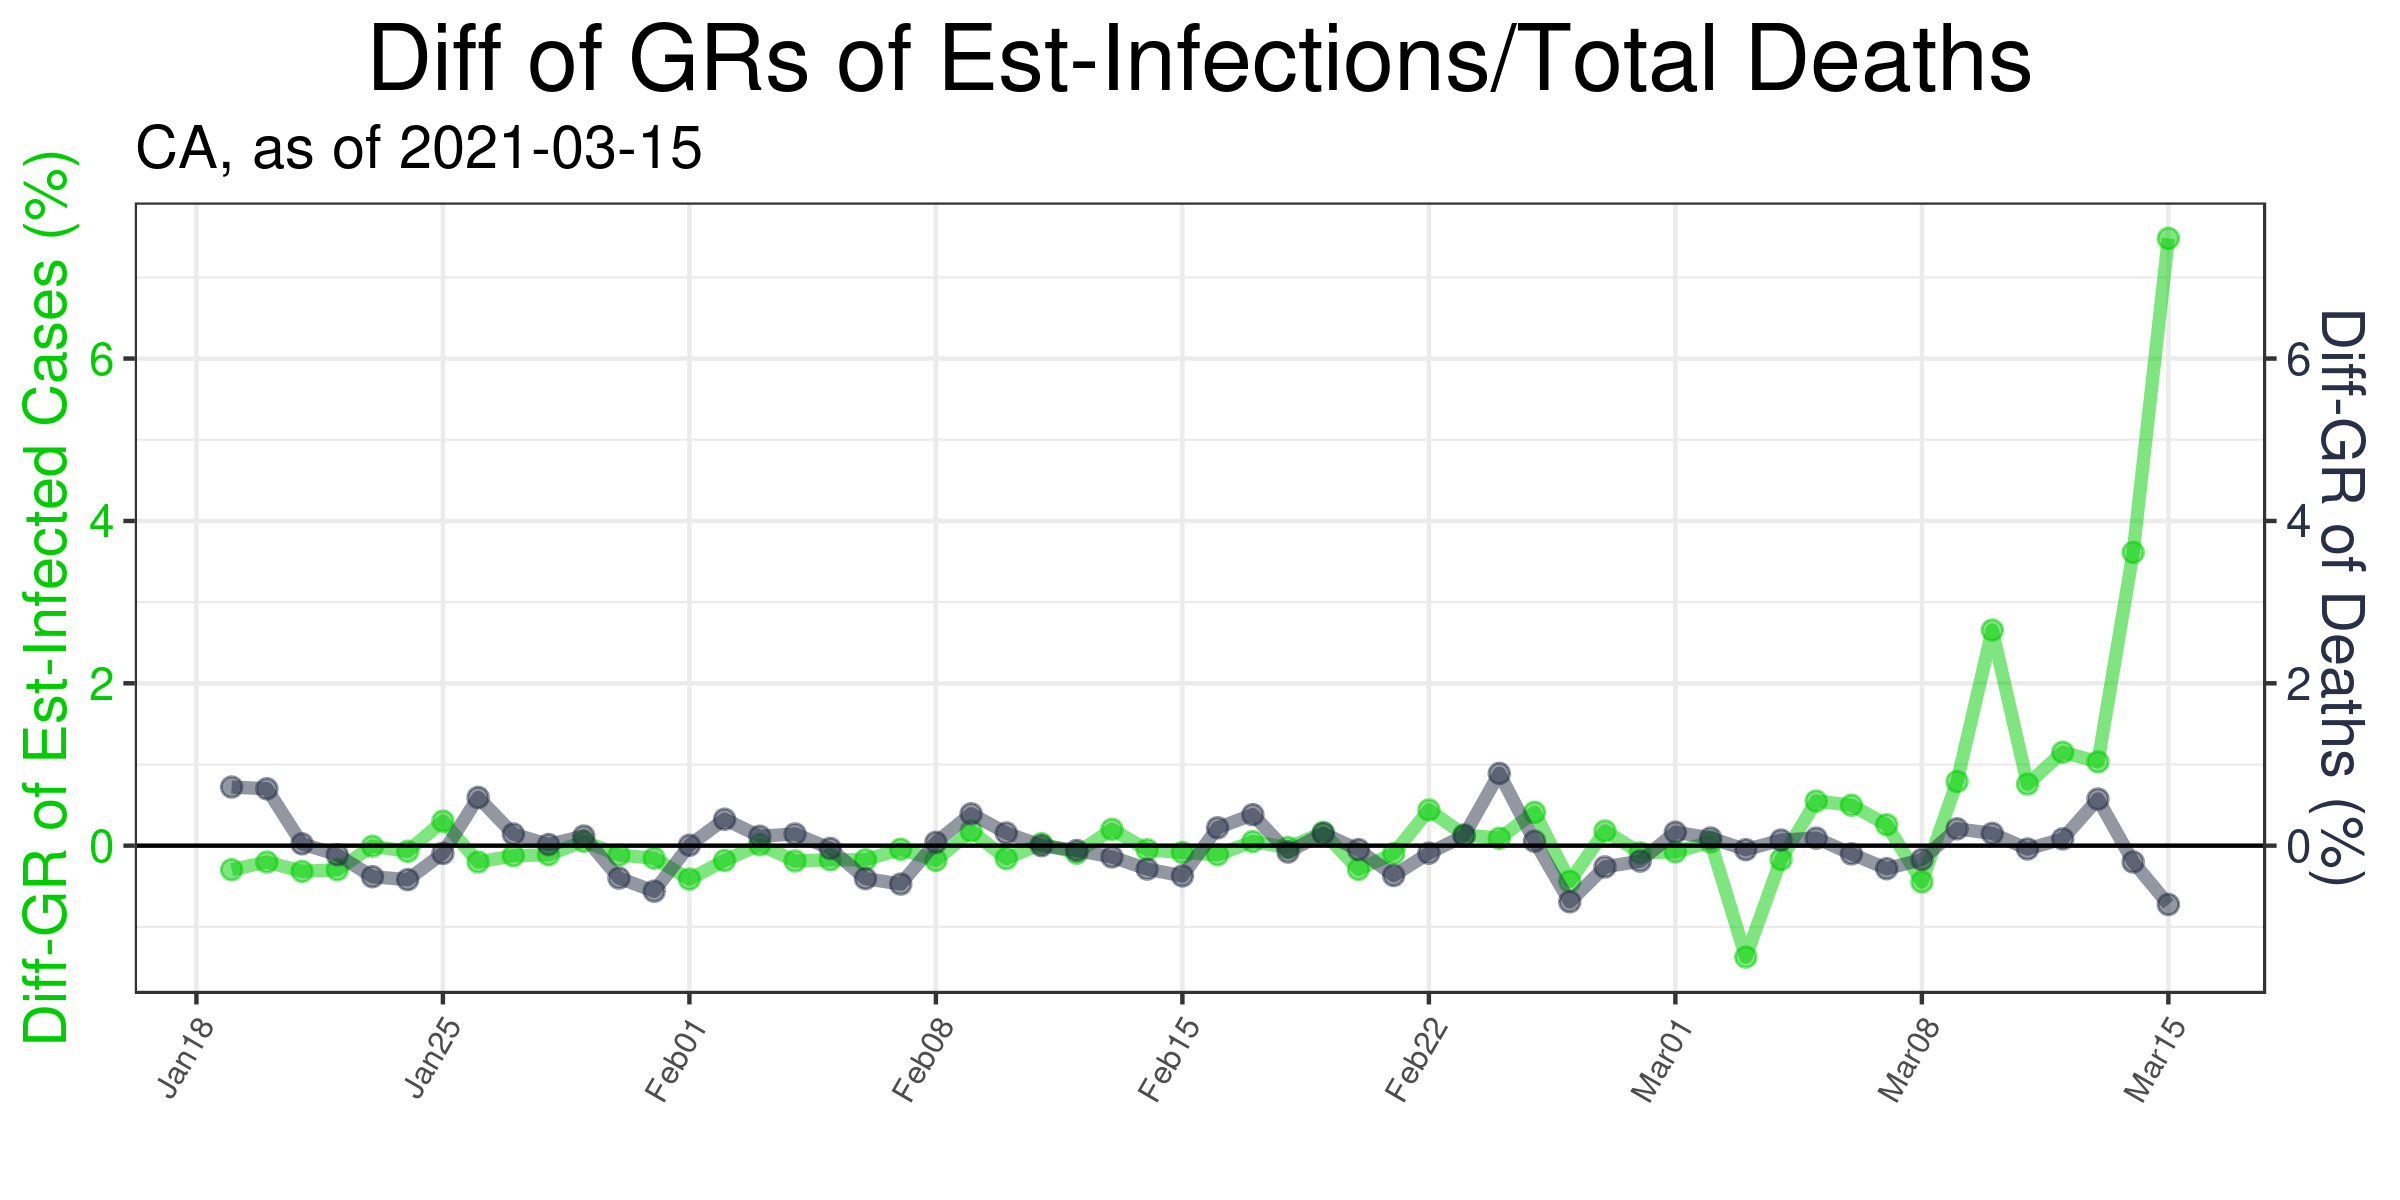 Diff of GRs of Est-Infections/Total Deaths
CA, as of 2021-03-15
Diff-GR of Est-Infected Cases (%)
6
4
2
0
6
4
2
0
Diff-GR of Deaths (%)
Jan18
Jan25
Feb01
Feb08
Feb15
Feb22
Mar01
Mar08
Mar15